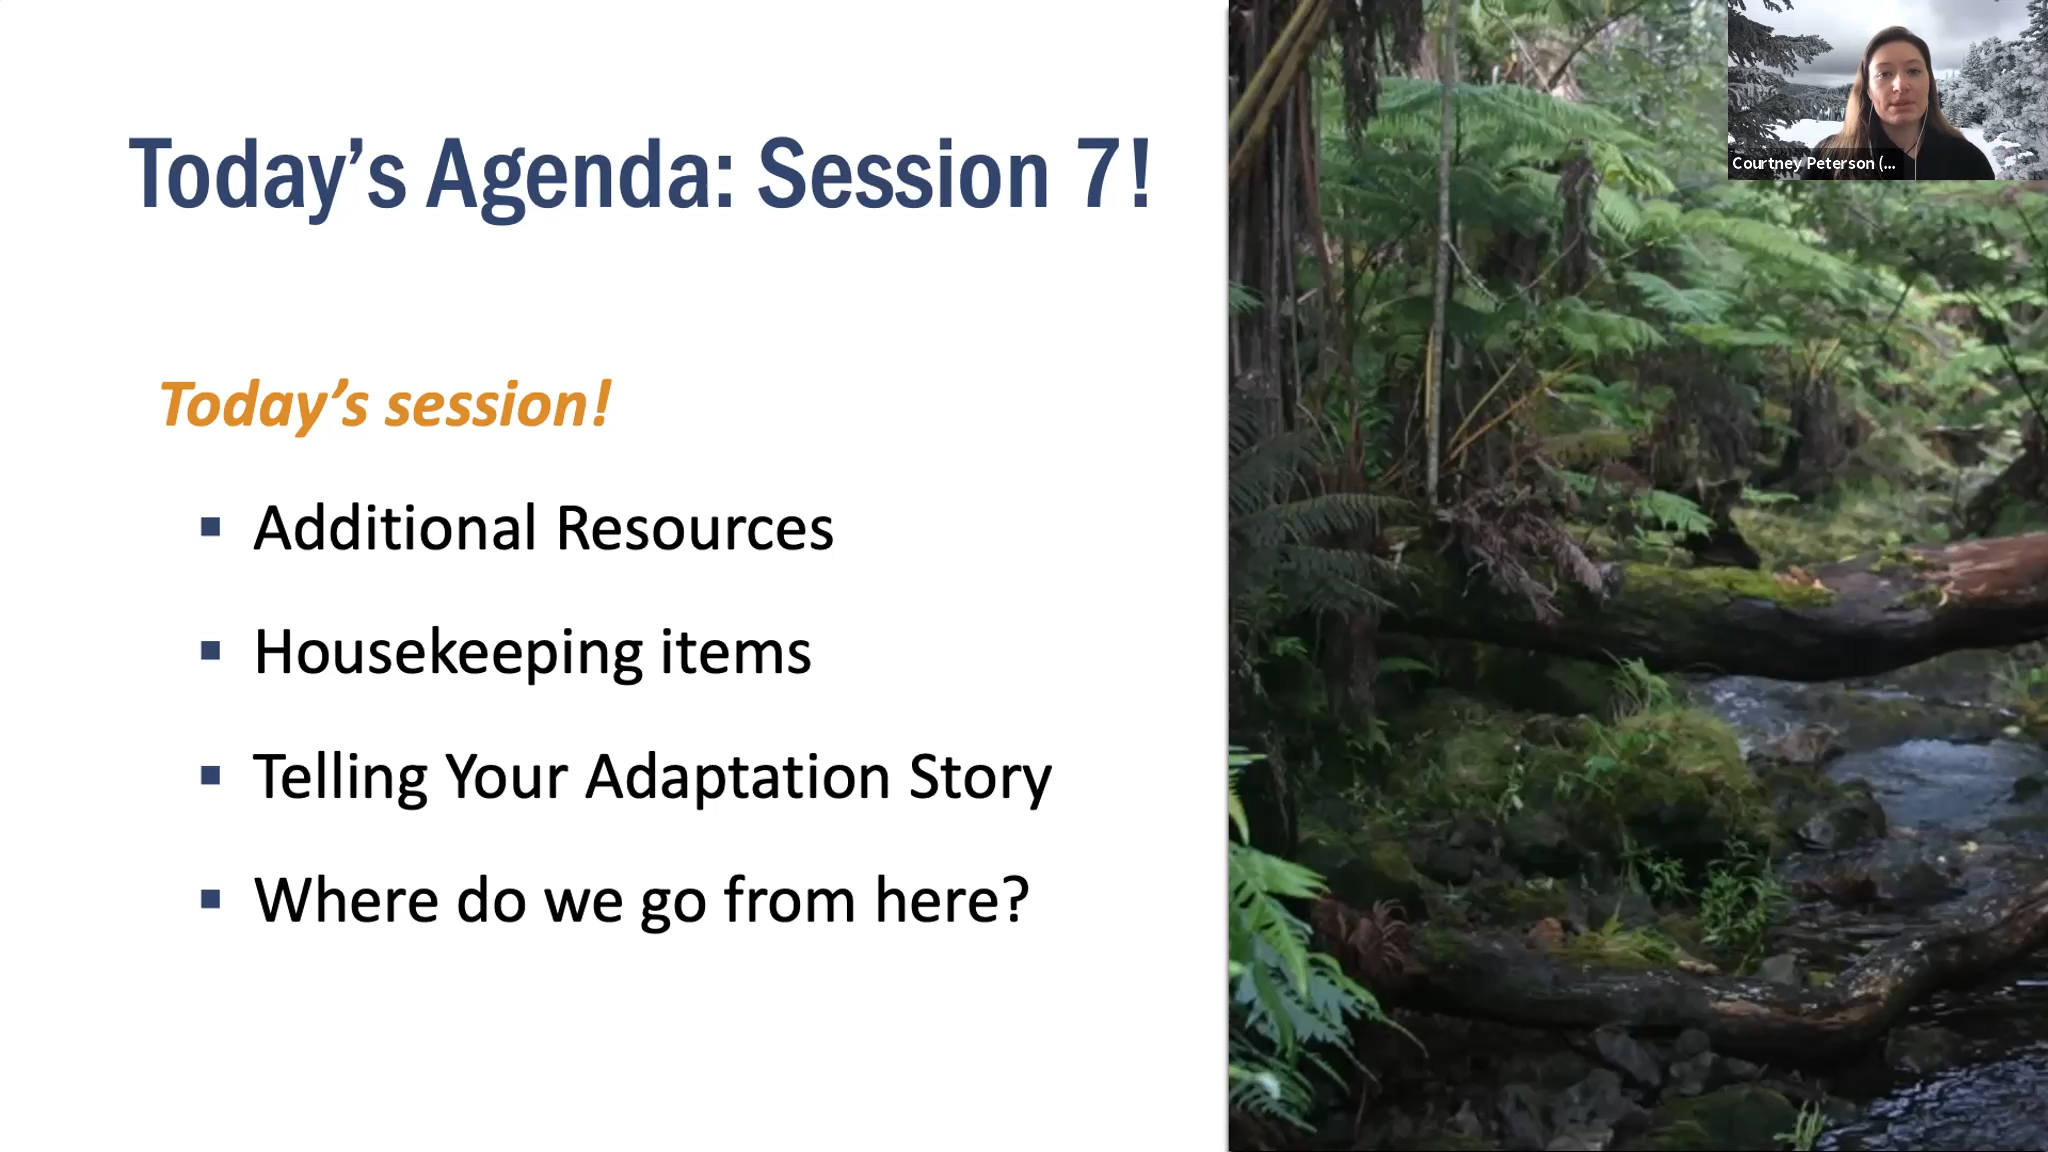 Today’s Agenda: Session 7!
Today’s session!
Additional Resources
Housekeeping items
Telling Your Adaptation Story
Where do we go from here?
Courtney Peterson (...